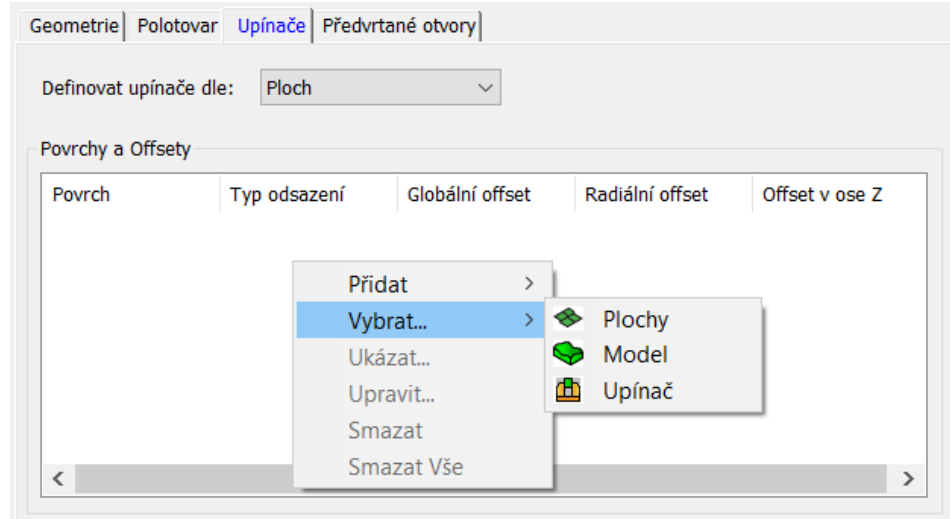 Geometrie Polotovar Upínače Předvrtané otvory
Definovat upínače dle: Ploch
Povrchy a Offsety
Povrch Typ odsazení Globální offset Radiální offset Offset v ose Z
Přidat
Vybrat...
Ukázat...
Upravit...
Smazat
Smazat Vše
Plochy
Model
Upínač